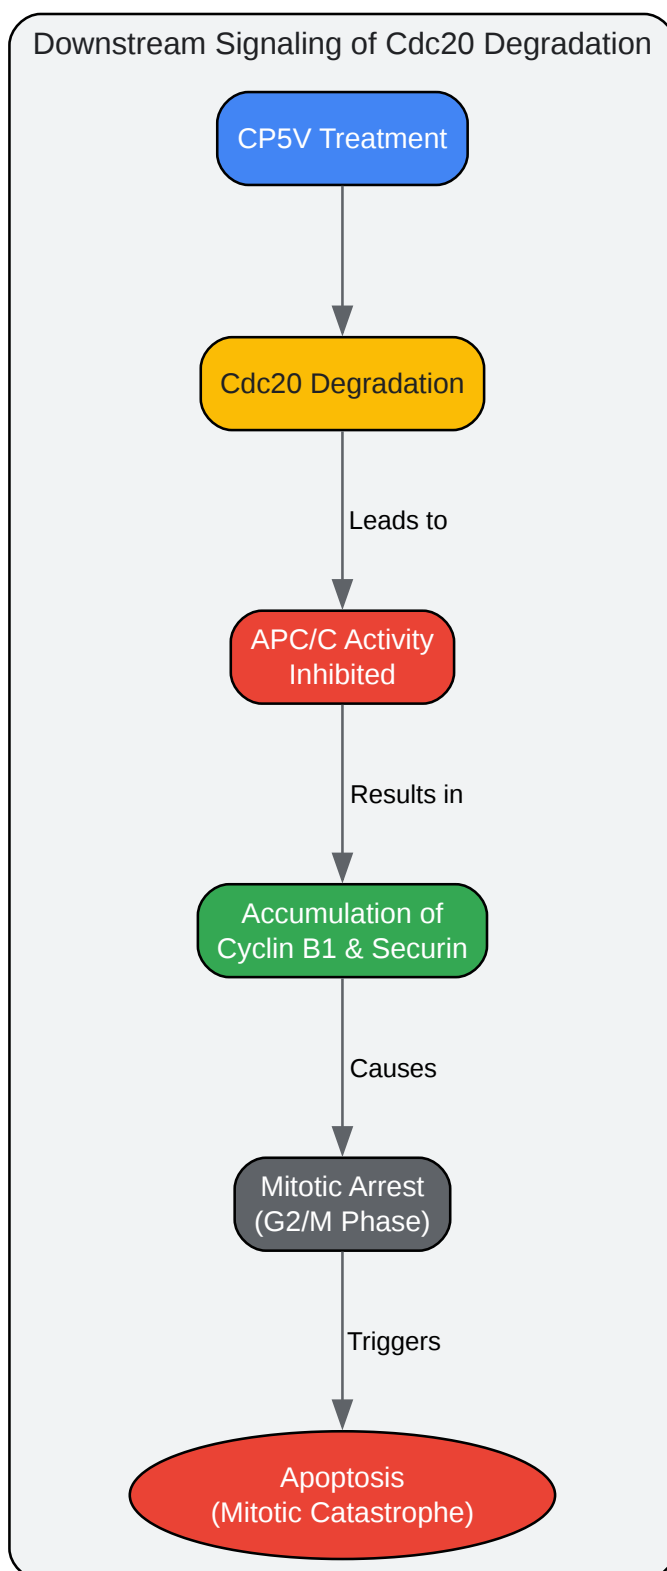 Downstream Signaling of Cdc20 Degradation
CP5V Treatment
Cdc20 Degradation
Leads to
APC/C Activity
Inhibited
Results in
Accumulation of
Cyclin B1 & Securin
Causes
Mitotic Arrest
(G2/M Phase)
Triggers
Apoptosis
(Mitotic Catastrophe)